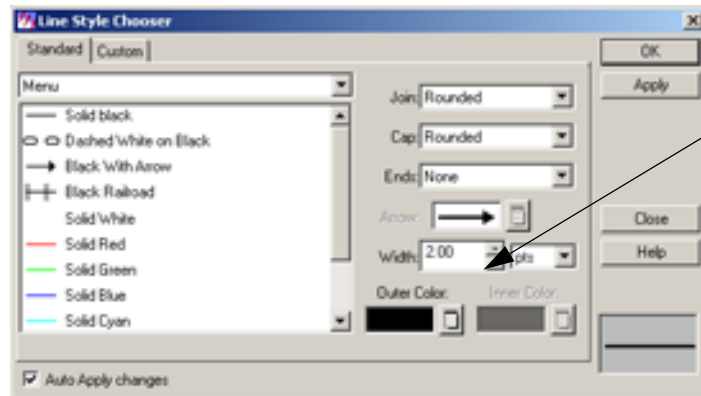 Line Style Chooser
Standard Custom
OK
Menu
Join: Rounded
Apply
Solid black
Dashed White on Black
Cap: Rounded
Black With Arrow
Ends: None
Black Railroad
Solid White
Arrow:
Close
Solid Red
Width: 2.00 pts
Help
Solid Green
Solid Blue
Outer Color: Inner Color:
Solid Cyan
Auto Apply changes